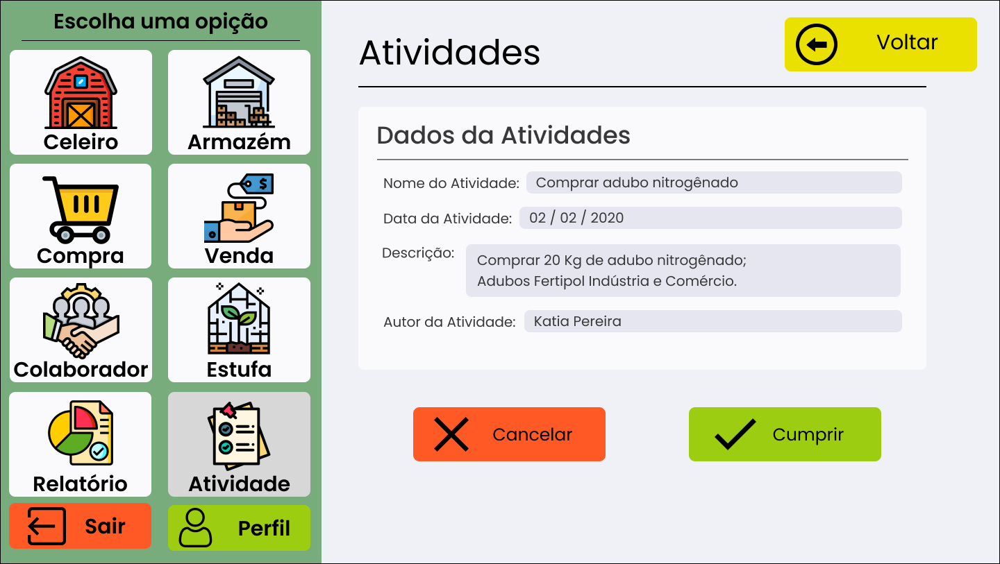 Escolha uma opição
Celeiro
Armazém
Compra
Venda
$
Colaborador
Estufa
Relatório
Atividade
Sair
Perfil
Atividades
Voltar
Dados da Atividades
Nome do Atividade: Comprar adubo nitrogênado
Data da Atividade: 02 / 02 / 2020
Descrição: Comprar 20 Kg de adubo nitrogênado;
Adubos Fertipol Indústria e Comércio.
Autor da Atividade: Katia Pereira
Cancelar
Cumprir